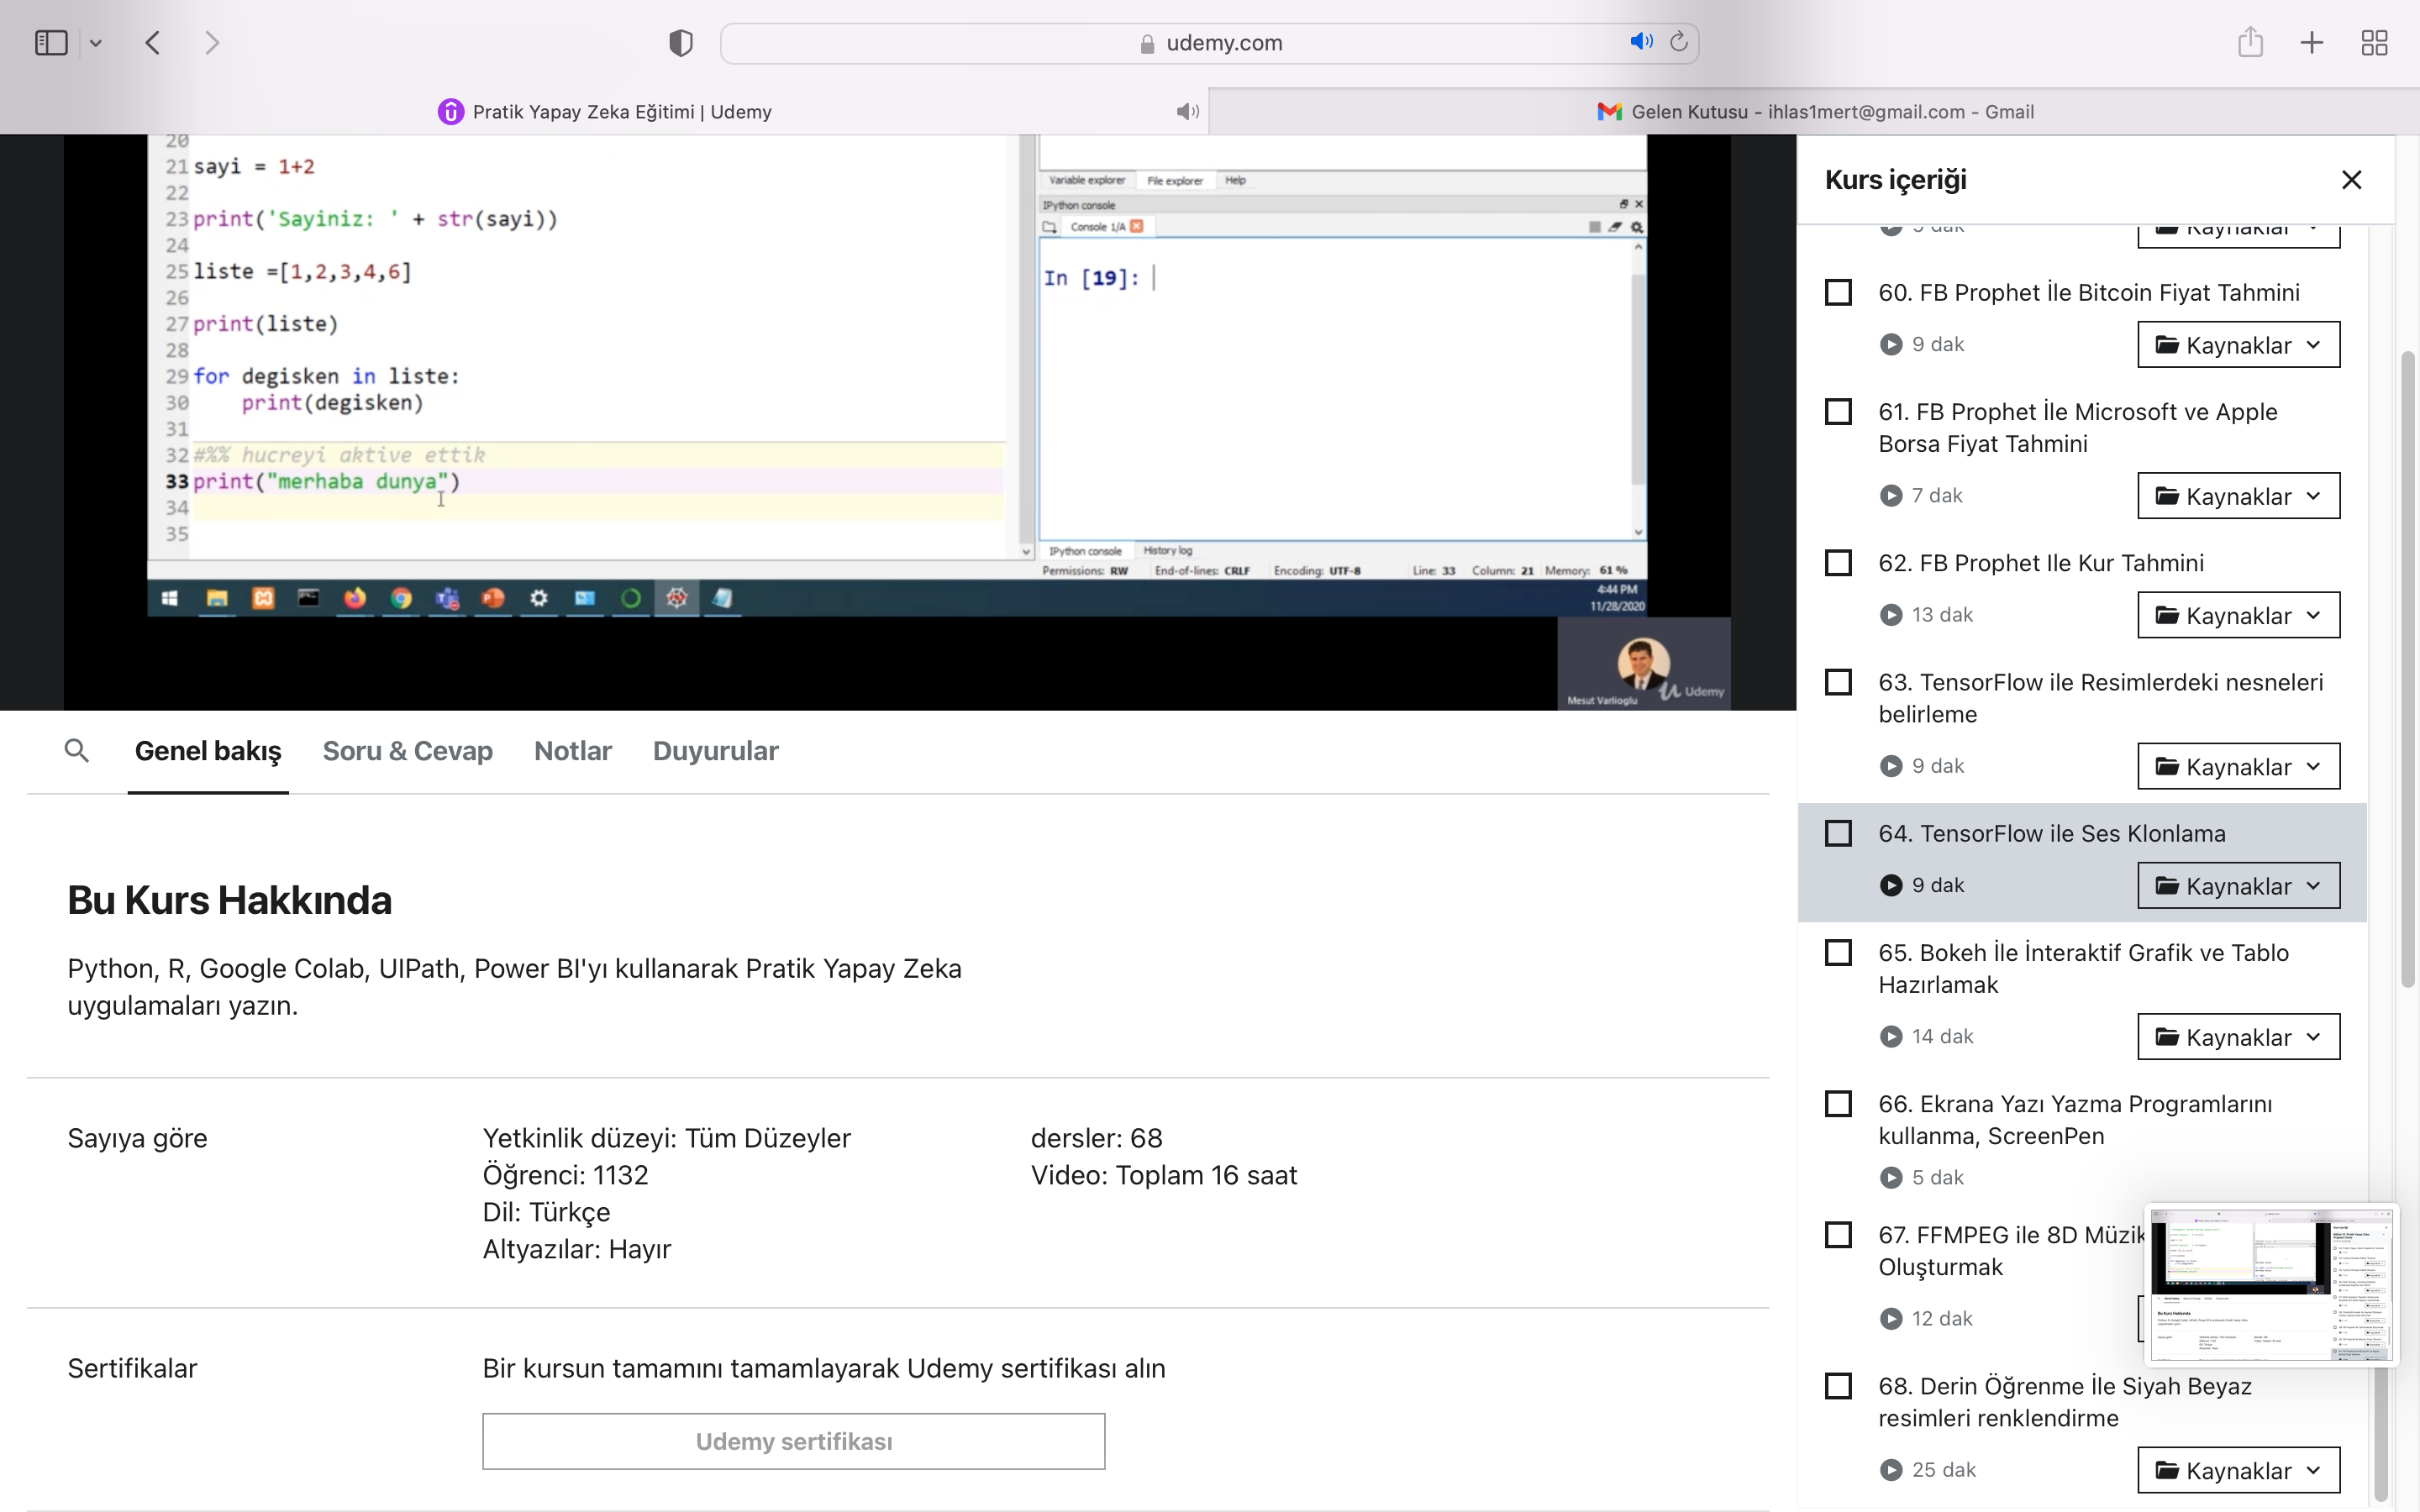 udemy.com
Pratik Yapay Zeka Eğitimi | Udemy
Gelen Kutusu - ihlas1mert@gmail.com - Gmail
20
21 sayi = 1+2
22
23 print('Sayiniz: ' + str(sayi))
24
25 liste =[1,2,3,4,6]
26
27 print(liste)
28
29 for degisken in liste:
30 print(degisken)
31
32 #%% hucreyi aktive ettik
33 print("merhaba dunya")
34
35
Variable explorer File explorer Help
IPython console
Console 1/A
In [19]:
IPython console History log
Permissions: RW End-of-lines: CRLF Encoding: UTF-8 Line: 33 Column: 21 Memory: 61 %
4:44 PM
11/28/2020
Mesut Varlioglu
Udemy
Genel bakış Soru & Cevap Notlar Duyurular
Bu Kurs Hakkında
Python, R, Google Colab, UIPath, Power BI'yı kullanarak Pratik Yapay Zeka
uygulamaları yazın.
Sayıya göre
Yetkinlik düzeyi: Tüm Düzeyler
Öğrenci: 1132
Dil: Türkçe
Altyazılar: Hayır
dersler: 68
Video: Toplam 16 saat
Sertifikalar
Bir kursun tamamını tamamlayarak Udemy sertifikası alın
Udemy sertifikası
Kurs içeriği
Kaynaklar
60. FB Prophet İle Bitcoin Fiyat Tahmini
9 dak Kaynaklar
61. FB Prophet İle Microsoft ve Apple
Borsa Fiyat Tahmini
7 dak Kaynaklar
62. FB Prophet Ile Kur Tahmini
13 dak Kaynaklar
63. TensorFlow ile Resimlerdeki nesneleri
belirleme
9 dak Kaynaklar
64. TensorFlow ile Ses Klonlama
9 dak Kaynaklar
65. Bokeh İle İnteraktif Grafik ve Tablo
Hazırlamak
14 dak Kaynaklar
66. Ekrana Yazı Yazma Programlarını
kullanma, ScreenPen
5 dak
67. FFMPEG ile 8D Müzik
Oluşturmak
12 dak
68. Derin Öğrenme İle Siyah Beyaz
resimleri renklendirme
25 dak Kaynaklar